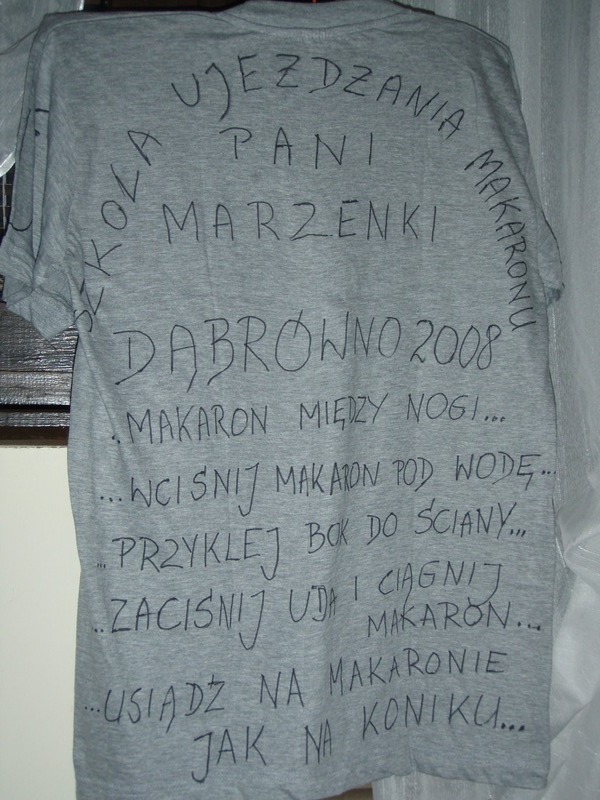 SZKOŁA UJEŻDŻANIA MAKARONU
PANI
MARZENKI
DĄBRÓWNO 2008
..MAKARON MIĘDZY NOGI...
...WCIŚNIJ MAKARON POD WODĘ...
...PRZYKLEJ BOK DO ŚCIANY...
..ZACIŚNIJ UDA I CIĄGNIJ
MAKARON...
...USIĄDŹ NA MAKARONIE
JAK NA KONIKU...